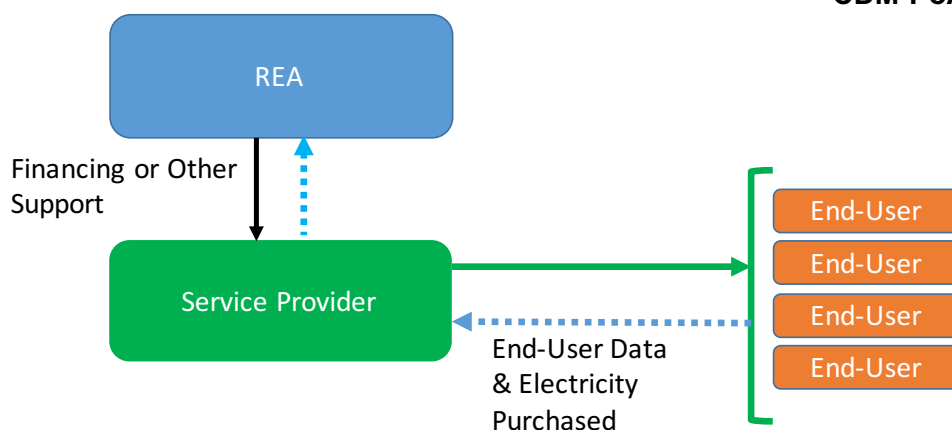 REA
Financing or Other
Support
Service Provider
End-User
End-User
End-User
End-User
End-User Data
& Electricity
Purchased